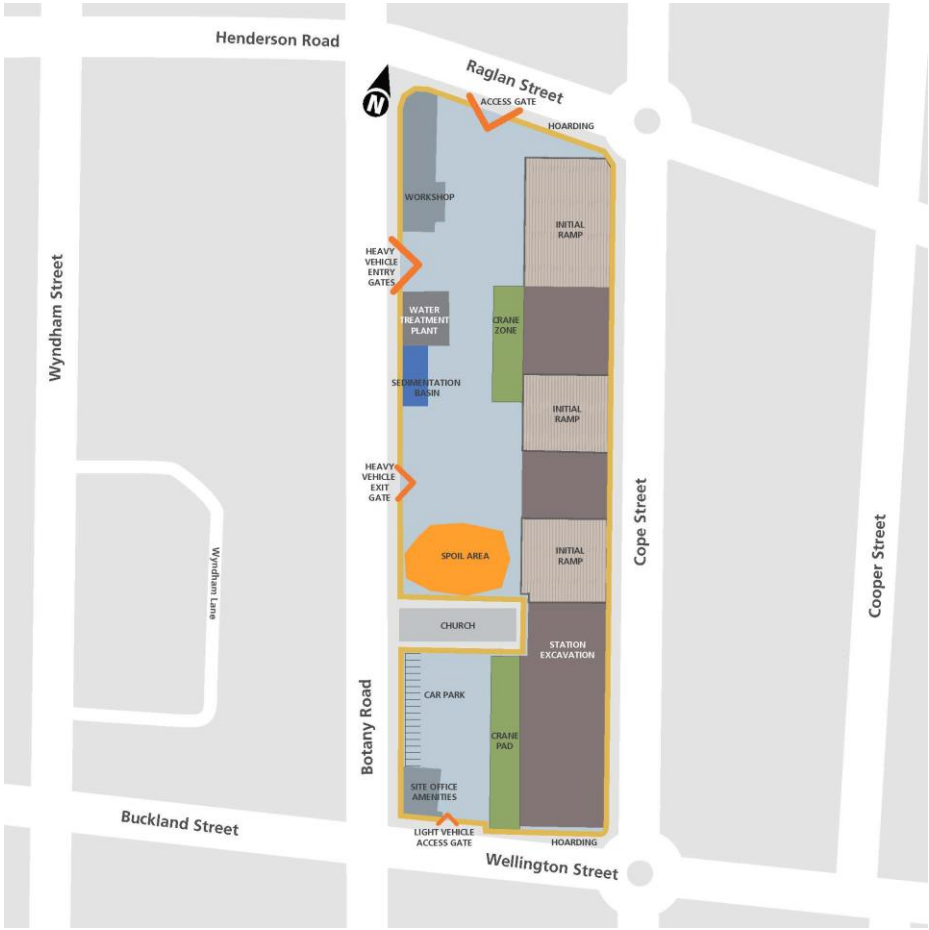 Henderson Road
Raglan Street
N
ACCESS GATE
HOARDING
WORKSHOP
INITIAL
RAMP
HEAVY
VEHICLE
ENTRY
GATES
WATER
TREATMENT
PLANT
CRANE
ZONE
Wyndham Street
SEDIMENTATION
BASIN
INITIAL
RAMP
HEAVY
VEHICLE
EXIT
GATE
Cope Street
SPOIL AREA
INITIAL
RAMP
Wyndham Lane
Cooper Street
CHURCH
STATION
EXCAVATION
CAR PARK
Botany Road
CRANE
PAD
SITE OFFICE
AMENITIES
Buckland Street
LIGHT VEHICLE
ACCESS GATE
HOARDING
Wellington Street